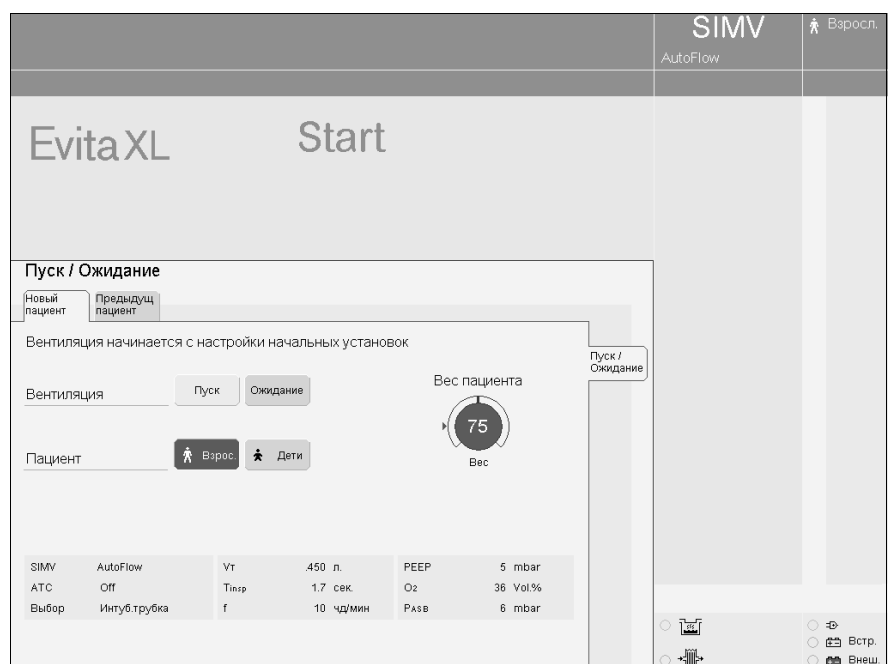 SIMV
Взросл.
AutoFlow
Evita XL
Start
Пуск / Ожидание
Новый пациент
Предыдущ пациент
Вентиляция начинается с настройки начальных установок
Пуск / Ожидание
Вентиляция
Пуск
Ожидание
Вес пациента
75
Вес
Пациент
Взрос.
Дети
SIMV AutoFlow VT .450 л. PEEP 5 mbar
ATC Off Tinsp 1.7 сек. O2 36 Vol.%
Выбор Интуб.трубка f 10 чд/мин PASB 6 mbar
Встр.
Внеш.